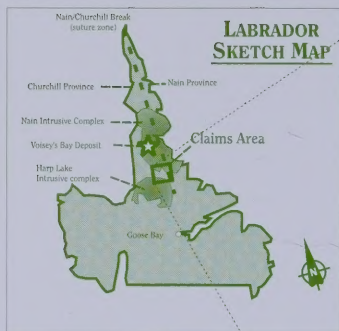 Nain/Churchill Break
(suture zone)
LABRADOR
SKETCH MAP
Churchill Province
Nain Province
Nain Intrusive Complex
Voisey's Bay Deposit
Claims Area
Harp Lake
Intrusive complex
Goose Bay
N